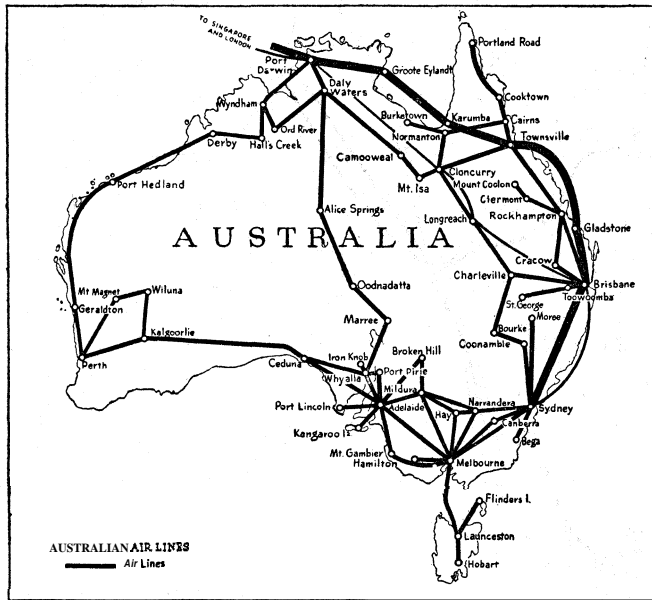 TO SINGAPORE
AND LONDON
Port
Darwin
Portland Road
Groote Eylandt
Daly
Waters
Wyndham
Cooktown
Burketown
Karumba
Cairns
Ord River
Normanton
Townsville
Derby
Hall's Creek
Camooweal
Cloncurry
Mt. Isa
Mount Coolon
Port Hedland
Clermont
Alice Springs
Longreach
Rockhampton
AUSTRALIA
Gladstone
Cracow
Charleville
Oodnadatta
Brisbane
Mt Magnet
Wiluna
Toowoomba
St. George
Geraldton
Marree
Moree
Bourke
Kalgoorlie
Coonamble
Iron Knob
Broken
Hill
Perth
Ceduna
Port Pirie
Whyalla
Mildura
Narrandera
Port Lincoln
Adelaide
Hay
Sydney
Canberra
Kangaroo Is
Bega
Mt. Gambier
Hamilton
Melbourne
Flinders I.
Launceston
AUSTRALIAN AIR LINES
Air Lines
Hobart